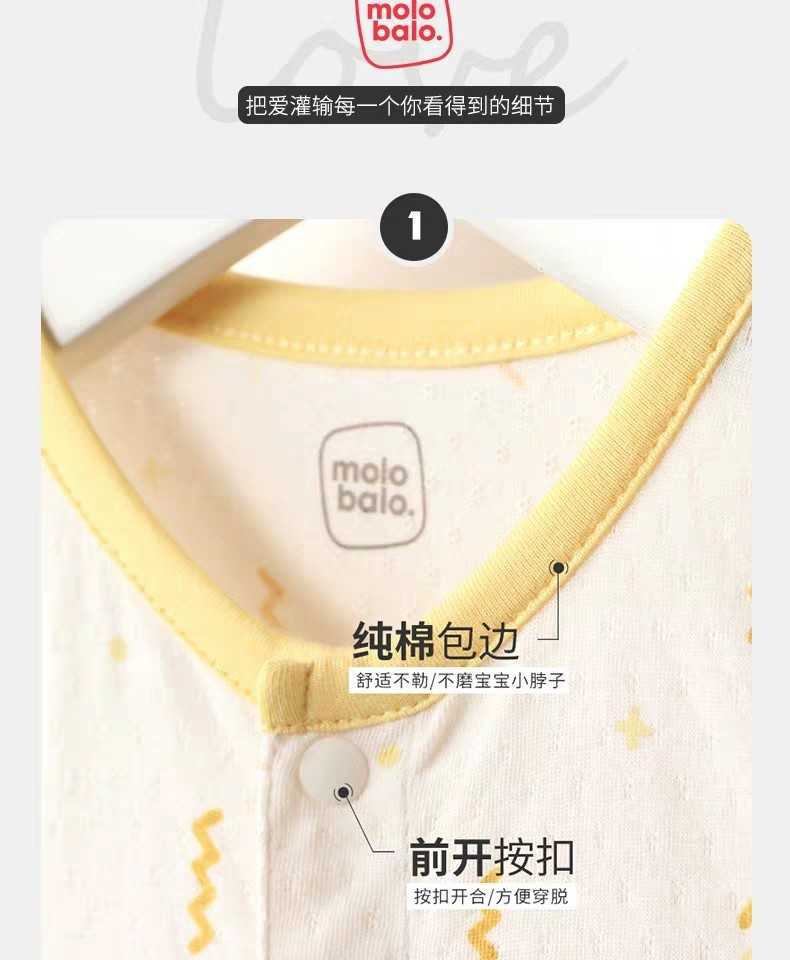 molo
balo.
love
把爱灌输每一个你看得到的细节
1
molo
balo.
纯棉包边
舒适不勒/不磨宝宝小脖子
前开按扣
按扣开合/方便穿脱